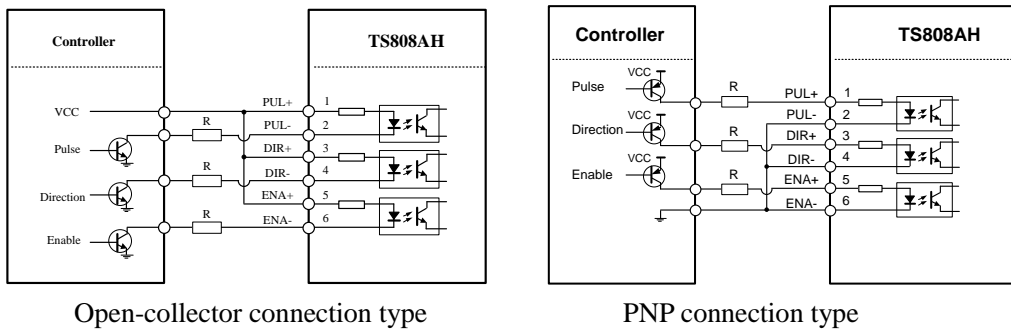 Controller
TS808AH
VCC
Pulse
Direction
Enable
R
R
R
PUL+
PUL-
DIR+
DIR-
ENA+
ENA-
1
2
3
4
5
6
Open-collector connection type
Controller
TS808AH
Pulse
VCC
Direction
VCC
Enable
VCC
R
R
R
PUL+
PUL-
DIR+
DIR-
ENA+
ENA-
1
2
3
4
5
6
PNP connection type